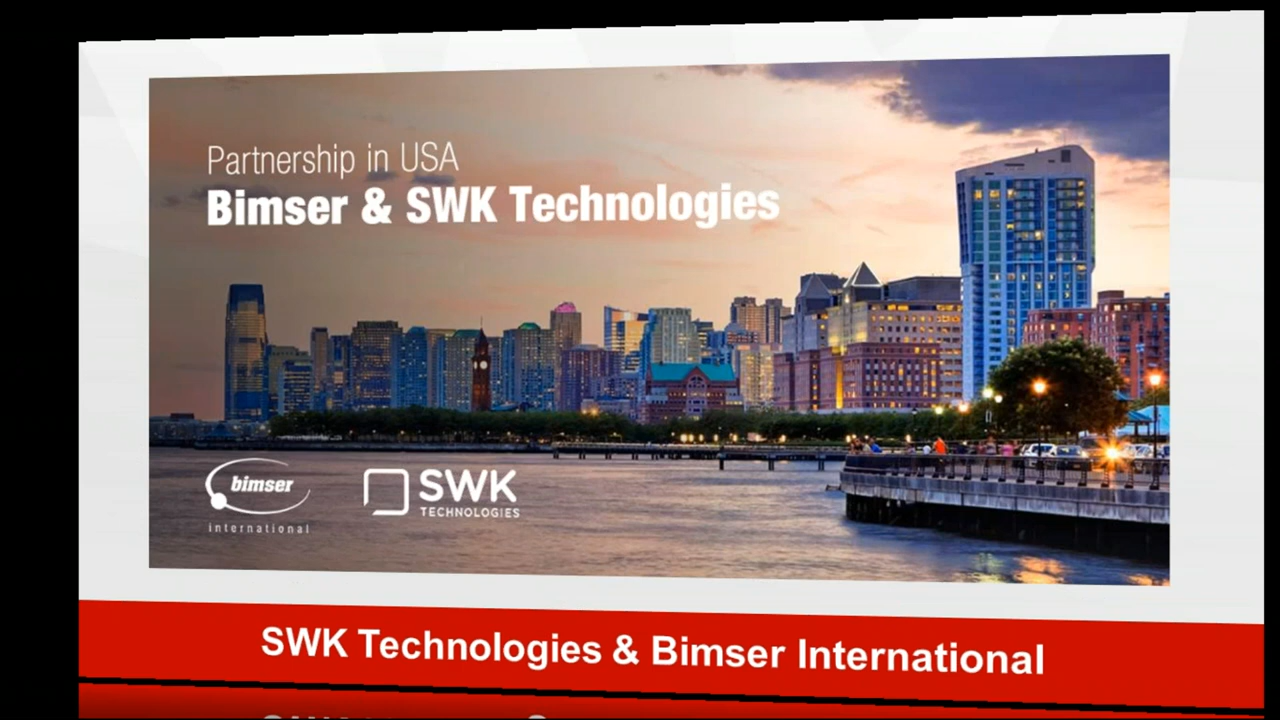 Partnership in USA
Bimser & SWK Technologies
bimser
international
SWK
TECHNOLOGIES
SWK Technologies & Bimser International